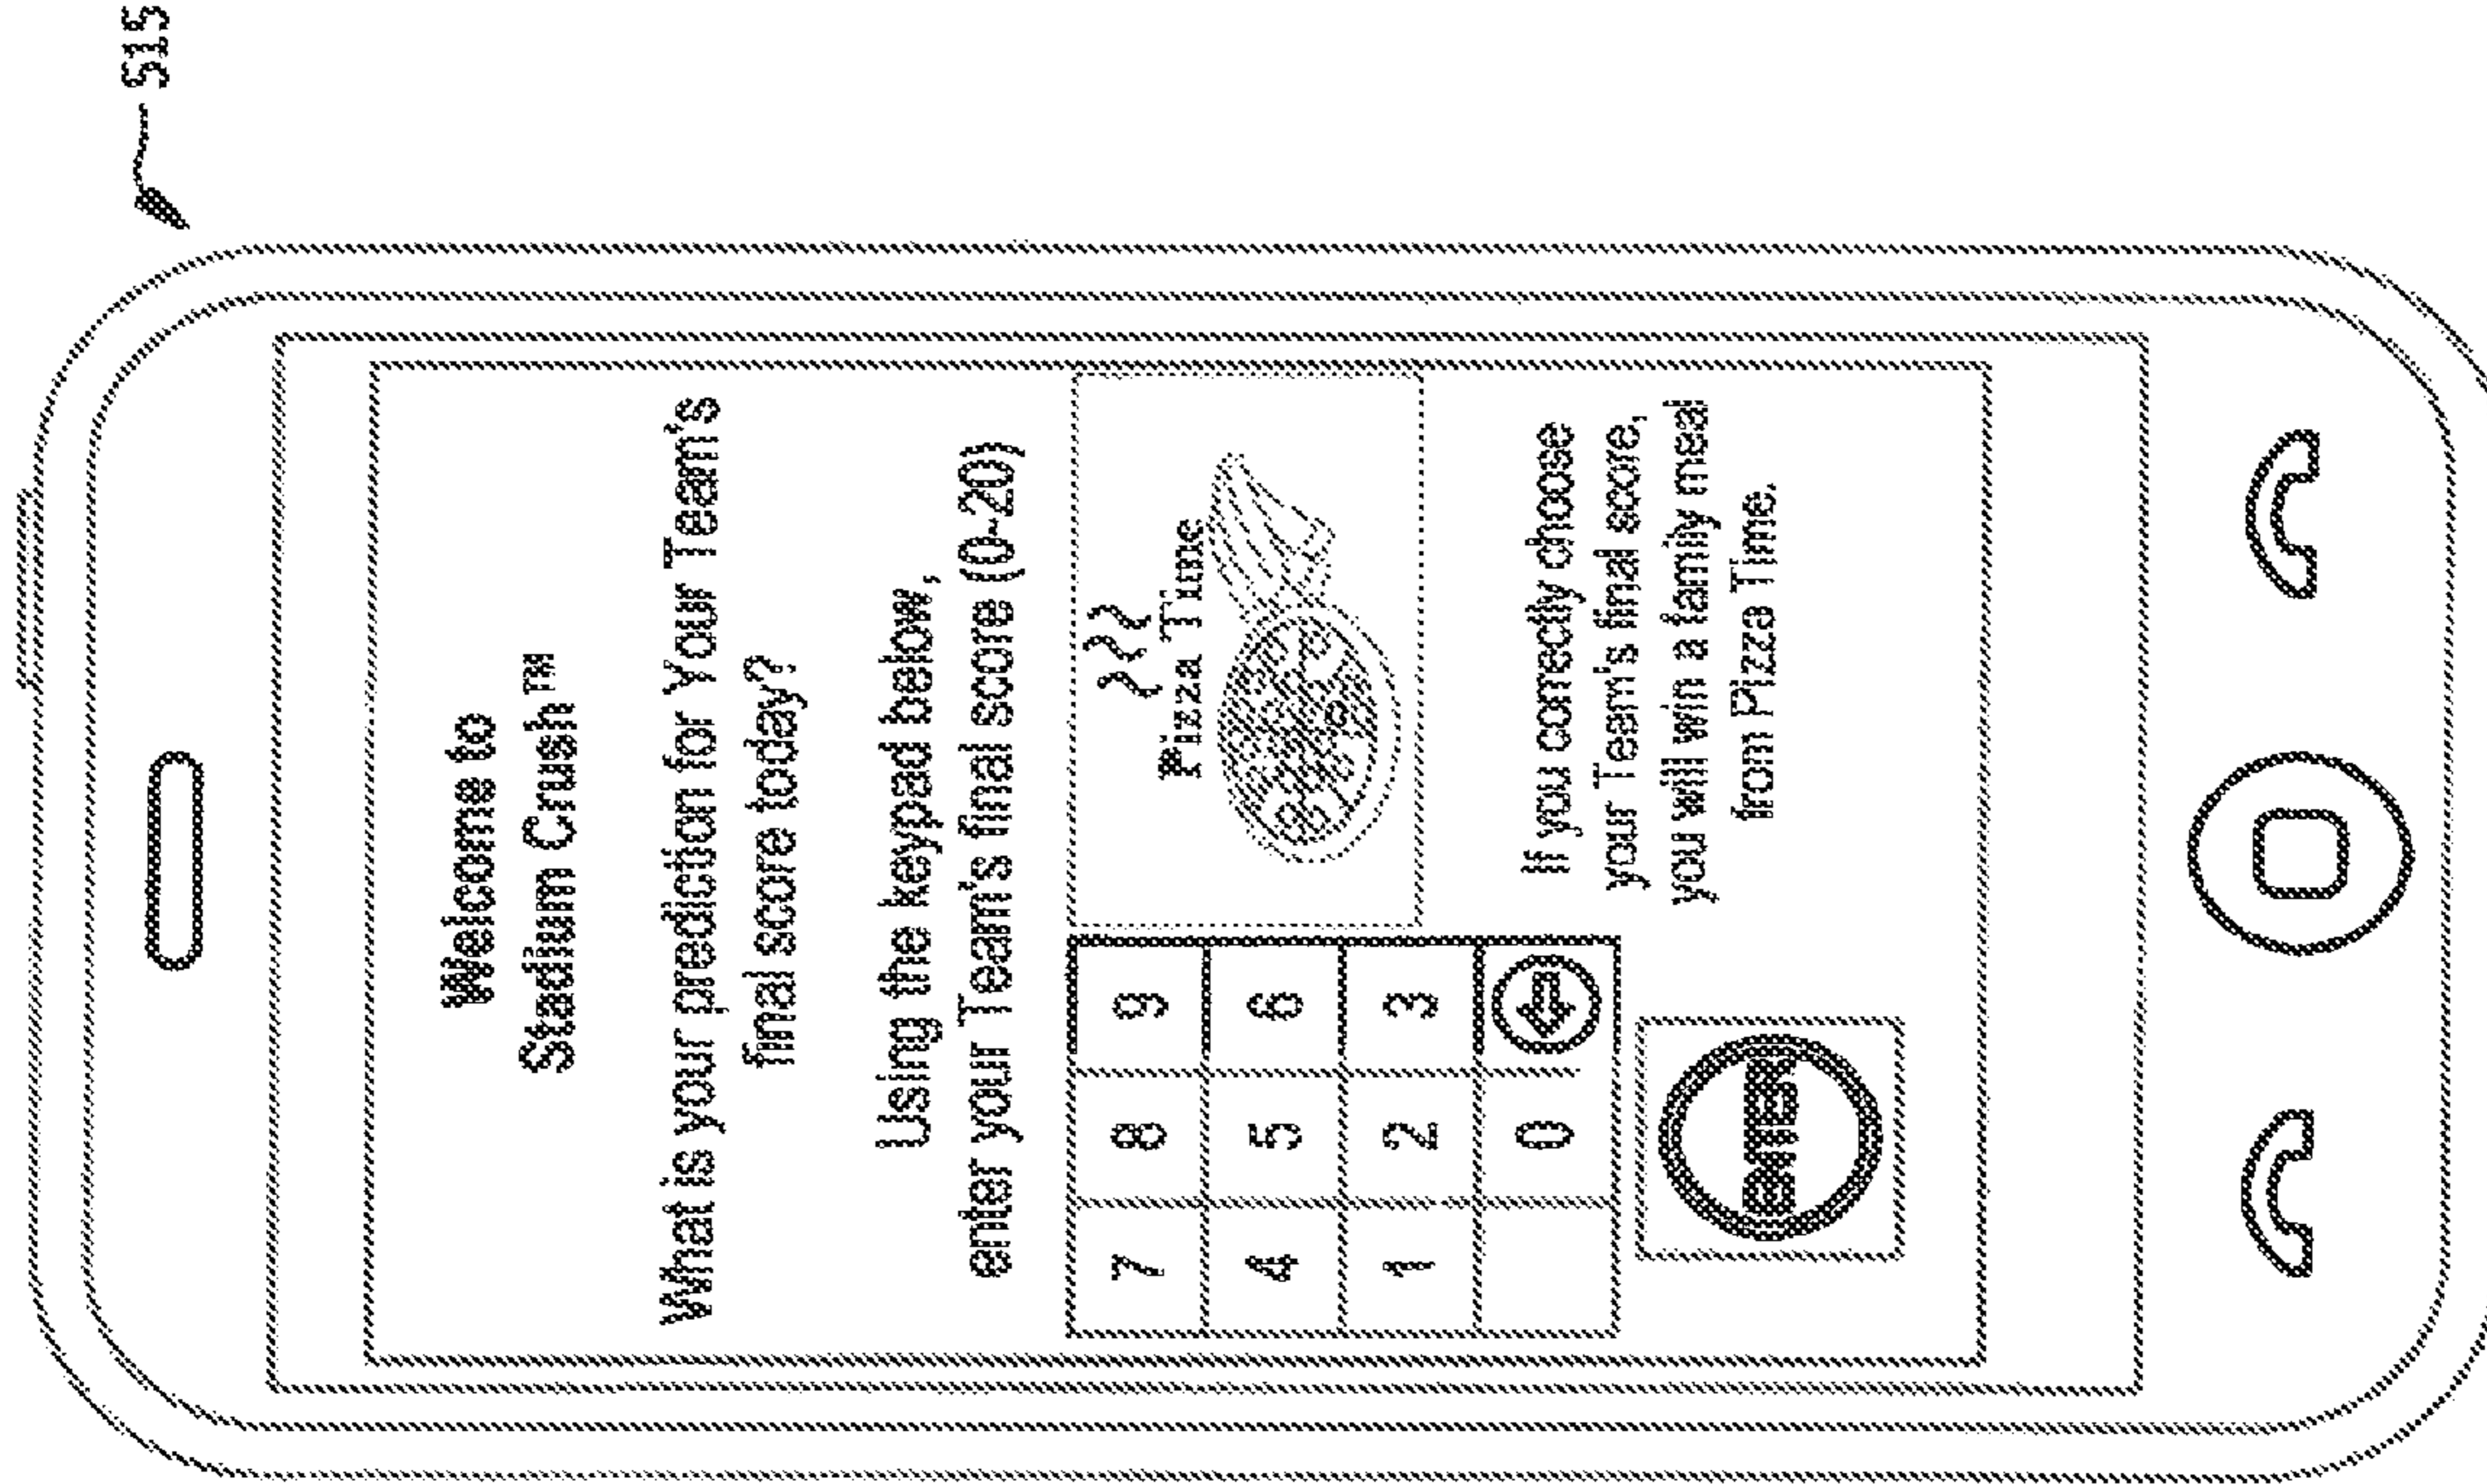 515
Welcome to
Stadium Crush™
What is your prediction for Your Team's
final score today?
Using the keypad below,
enter your Team's final score (0-20)
7 8 9
4 5 6
1 2 3
0
Pizza Time
If you correctly choose
your Team's final score,
you will win a family meal
from Pizza Time.
enter